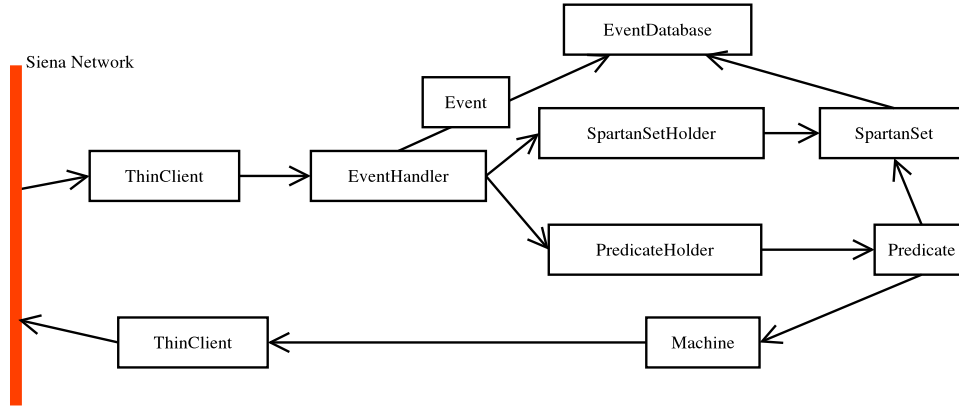 EventDatabase
Siena Network
Event
SpartanSetHolder
SpartanSet
ThinClient
EventHandler
PredicateHolder
Predicate
ThinClient
Machine